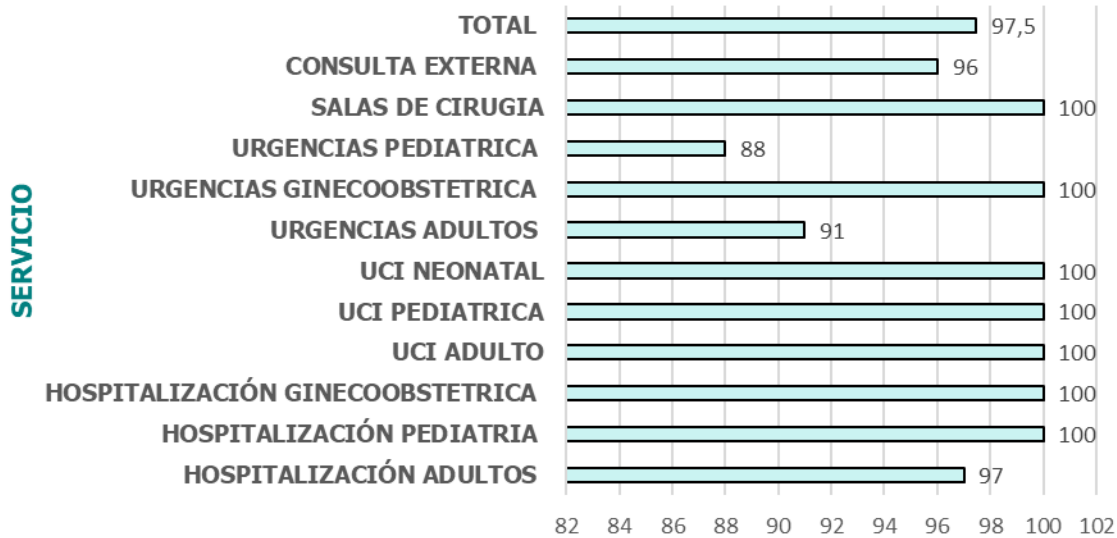 SERVICIO
TOTAL 97,5
CONSULTA EXTERNA 96
SALAS DE CIRUGIA 100
URGENCIAS PEDIATRICA 88
URGENCIAS GINECOOBSTETRICA 100
URGENCIAS ADULTOS 91
UCI NEONATAL 100
UCI PEDIATRICA 100
UCI ADULTO 100
HOSPITALIZACIÓN GINECOOBSTETRICA 100
HOSPITALIZACIÓN PEDIATRIA 100
HOSPITALIZACIÓN ADULTOS 97
82 84 86 88 90 92 94 96 98 100 102